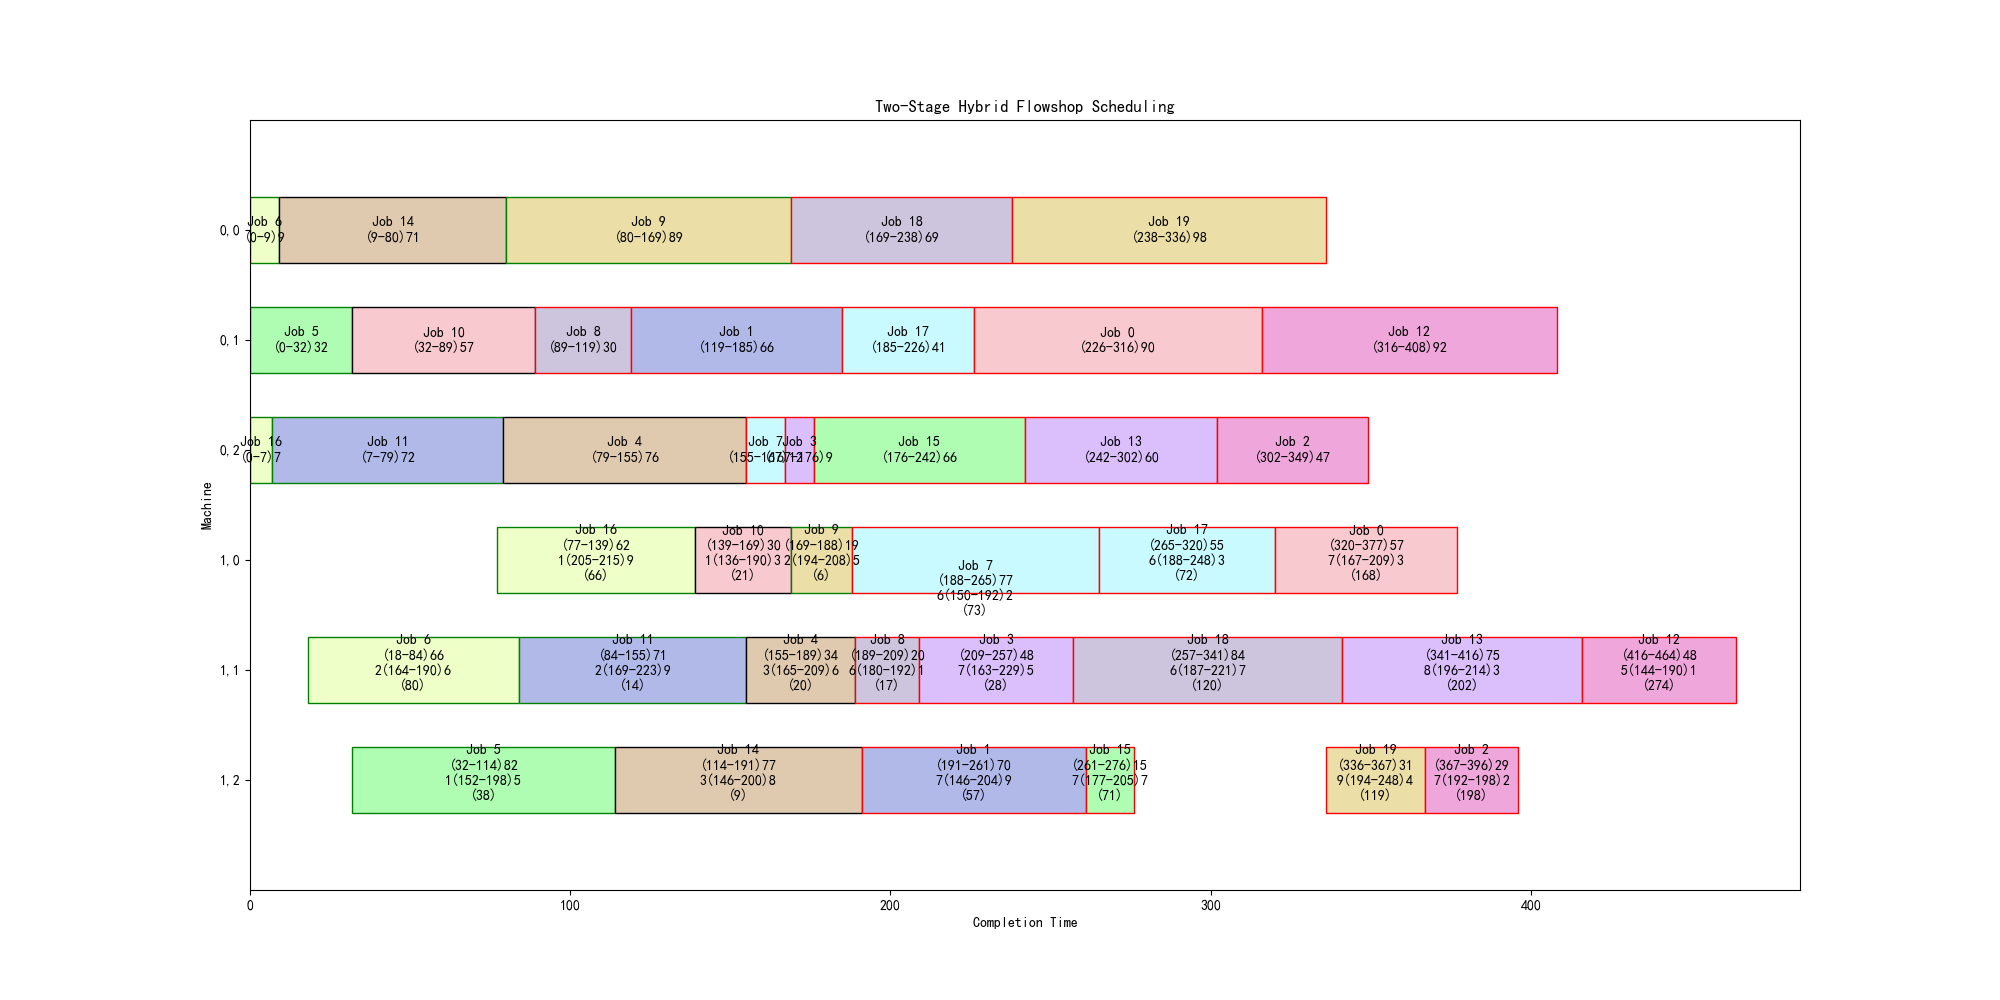 Two-Stage Hybrid Flowshop Scheduling
0,0
Job 6
(0-9)9
Job 14
(9-80)71
Job 9
(80-169)89
Job 18
(169-238)69
Job 19
(238-336)98
0,1
Job 5
(0-32)32
Job 10
(32-89)57
Job 8
(89-119)30
Job 1
(119-185)66
Job 17
(185-226)41
Job 0
(226-316)90
Job 12
(316-408)92
0,2
Job 16
(0-7)7
Job 11
(7-79)72
Job 4
(79-155)76
Job 7
(155-167)12
Job 3
(167-176)9
Job 15
(176-242)66
Job 13
(242-302)60
Job 2
(302-349)47
Machine
1,0
Job 16
(77-139)62
1(205-215)9
(66)
Job 10
(139-169)30
1(136-190)3
(21)
Job 9
(169-188)19
2(194-208)5
(6)
Job 7
(188-265)77
6(150-192)2
(73)
Job 17
(265-320)55
6(188-248)3
(72)
Job 0
(320-377)57
7(167-209)3
(168)
1,1
Job 6
(18-84)66
2(164-190)6
(80)
Job 11
(84-155)71
2(169-223)9
(14)
Job 4
(155-189)34
3(165-209)6
(20)
Job 8
(189-209)20
6(180-192)1
(17)
Job 3
(209-257)48
7(163-229)5
(28)
Job 18
(257-341)84
6(187-221)7
(120)
Job 13
(341-416)75
8(196-214)3
(202)
Job 12
(416-464)48
5(144-190)1
(274)
1,2
Job 5
(32-114)82
1(152-198)5
(38)
Job 14
(114-191)77
3(146-200)8
(9)
Job 1
(191-261)70
7(146-204)9
(57)
Job 15
(261-276)15
7(177-205)7
(71)
Job 19
(336-367)31
9(194-248)4
(119)
Job 2
(367-396)29
7(192-198)2
(198)
0
100
200
300
400
Completion Time